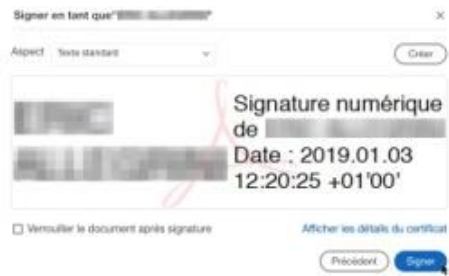 Signer en tant que"
Aspect Texte standard
Créer
Signature numérique
de
Date : 2019.01.03
12:20:25 +01'00'
Verrouiller le document après signature
Afficher les détails du certificat
Précédent Signer